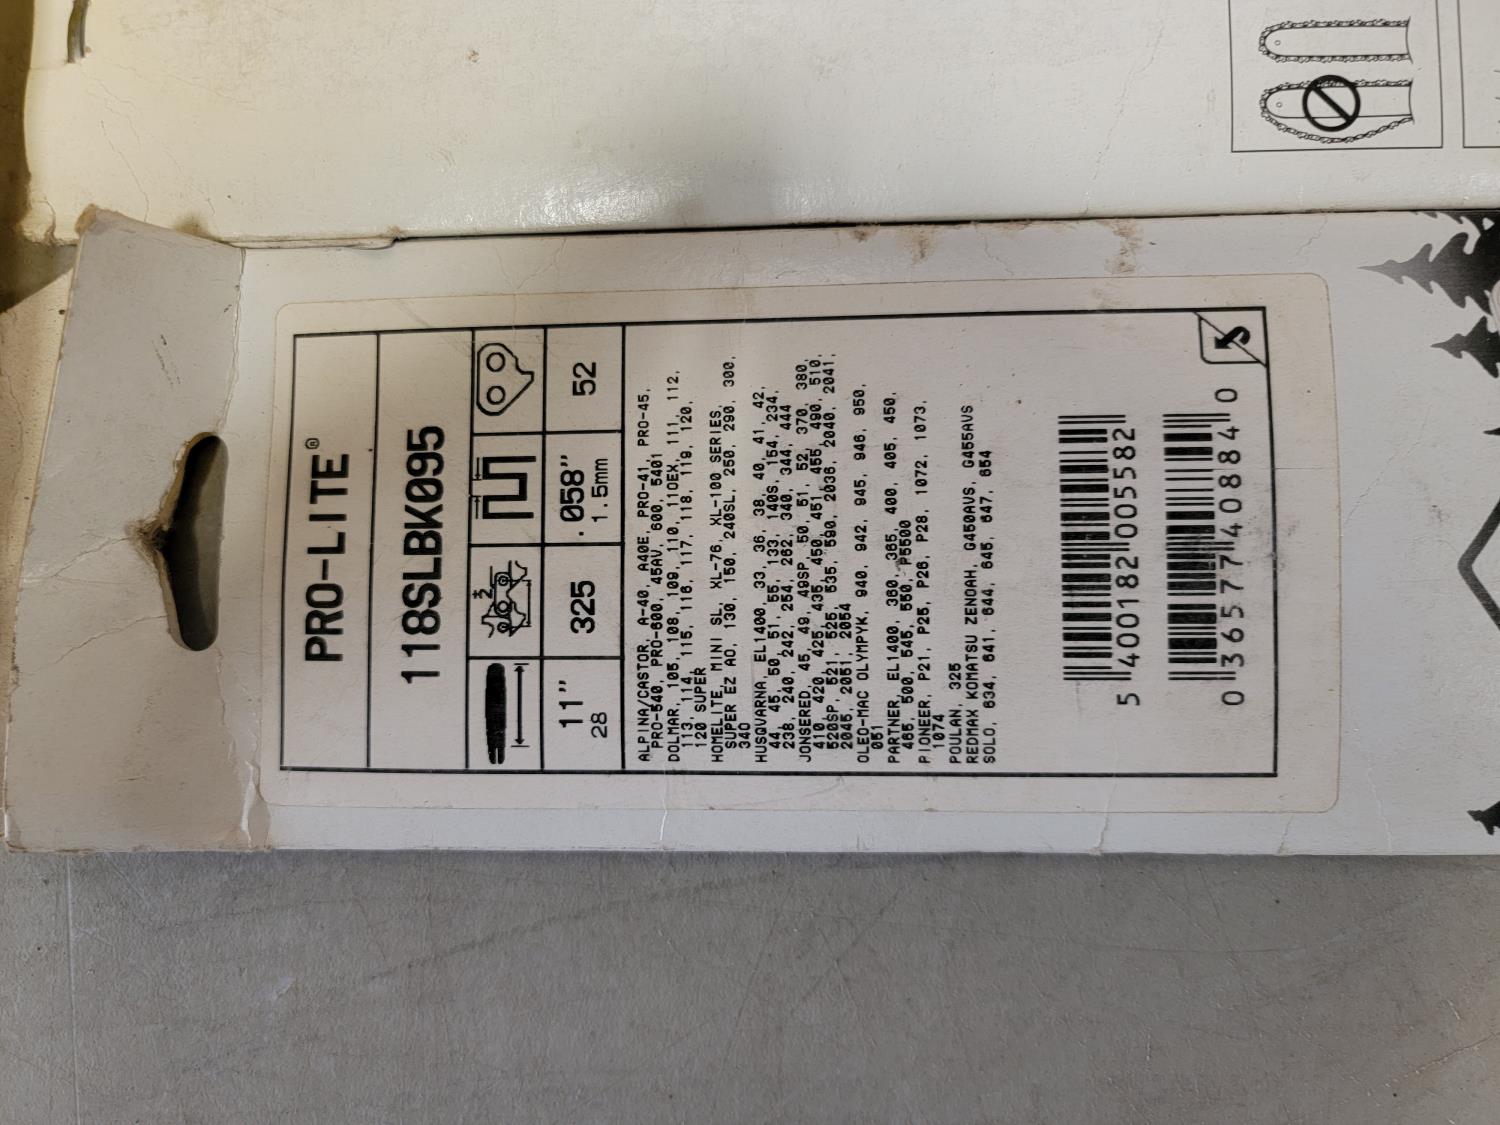 PRO-LITE®
118SLBK095
11" .325 .058" 52
28 1.5mm
ALPINA/CASTOR, A-40, A40E, PRO-41, PRO-45,
PRO-540, PRO-600, 45AV, 600, 5401
DOLMAR, 105, 108, 109, 110, 110EX, 111, 112,
113, 114, 115, 116, 117, 118, 119, 120,
120 SUPER
HOMELITE, MINI SL, XL-76, XL-100 SERIES,
SUPER EZ AO, 130, 150, 240SL, 250, 290, 300,
340
HUSQVARNA, EL1400, 33, 36, 38, 40, 41, 42,
44, 45, 50, 51, 55, 133, 140S, 154, 234,
238, 240, 242, 254, 262, 340, 344, 444
JONSERED, 45, 49, 49SP, 50, 51, 52, 370, 380,
410, 420, 425, 435, 450, 451, 455, 490, 510,
520SP, 521, 525, 535, 590, 2036, 2040, 2041,
2045, 2051, 2054
OLEO-MAC OLYMPYK, 940, 942, 945, 946, 950,
951
PARTNER, EL1400, 360, 365, 400, 405, 450,
465, 500, 545, 550, P5500
PIONEER, P21, P25, P26, P28, 1072, 1073,
1074
POULAN, 325
REDMAX KOMATSU ZENOAH, G450AVS, G455AVS
SOLO, 634, 641, 644, 645, 647, 654
5 400182 005582
0 36577 40884 0